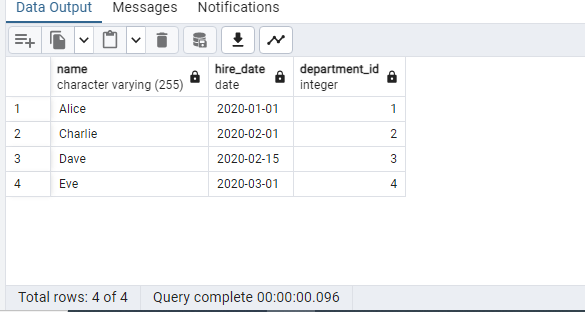 Data Output Messages Notifications
name hire_date department_id
character varying (255) date integer
1 Alice 2020-01-01 1
2 Charlie 2020-02-01 2
3 Dave 2020-02-15 3
4 Eve 2020-03-01 4
Total rows: 4 of 4 Query complete 00:00:00.096